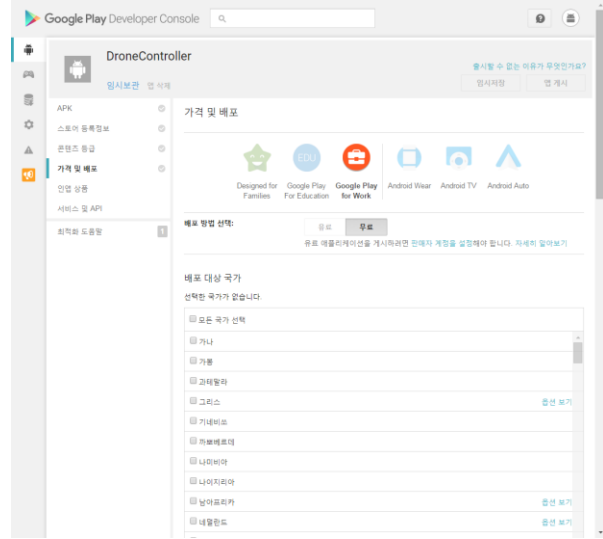 Google Play Developer Console
DroneController
출시할 수 없는 이유가 무엇인가요?
임시보관 앱 삭제
임시저장 앱 게시
APK
스토어 등록정보
콘텐츠 등급
가격 및 배포
인앱 상품
서비스 및 API
최적화 도움말 1
가격 및 배포
EDU
Designed for Families
Google Play For Education
Google Play for Work
Android Wear
Android TV
Android Auto
배포 방법 선택: 유료 무료
유료 애플리케이션을 게시하려면 판매자 계정을 설정해야 합니다. 자세히 알아보기
배포 대상 국가
선택한 국가가 없습니다.
모든 국가 선택
가나
가봉
과테말라
그리스 옵션 보기
기네비쏘
까뽀베르데
나미비아
나이지리아
남아프리카 옵션 보기
네덜란드 옵션 보기